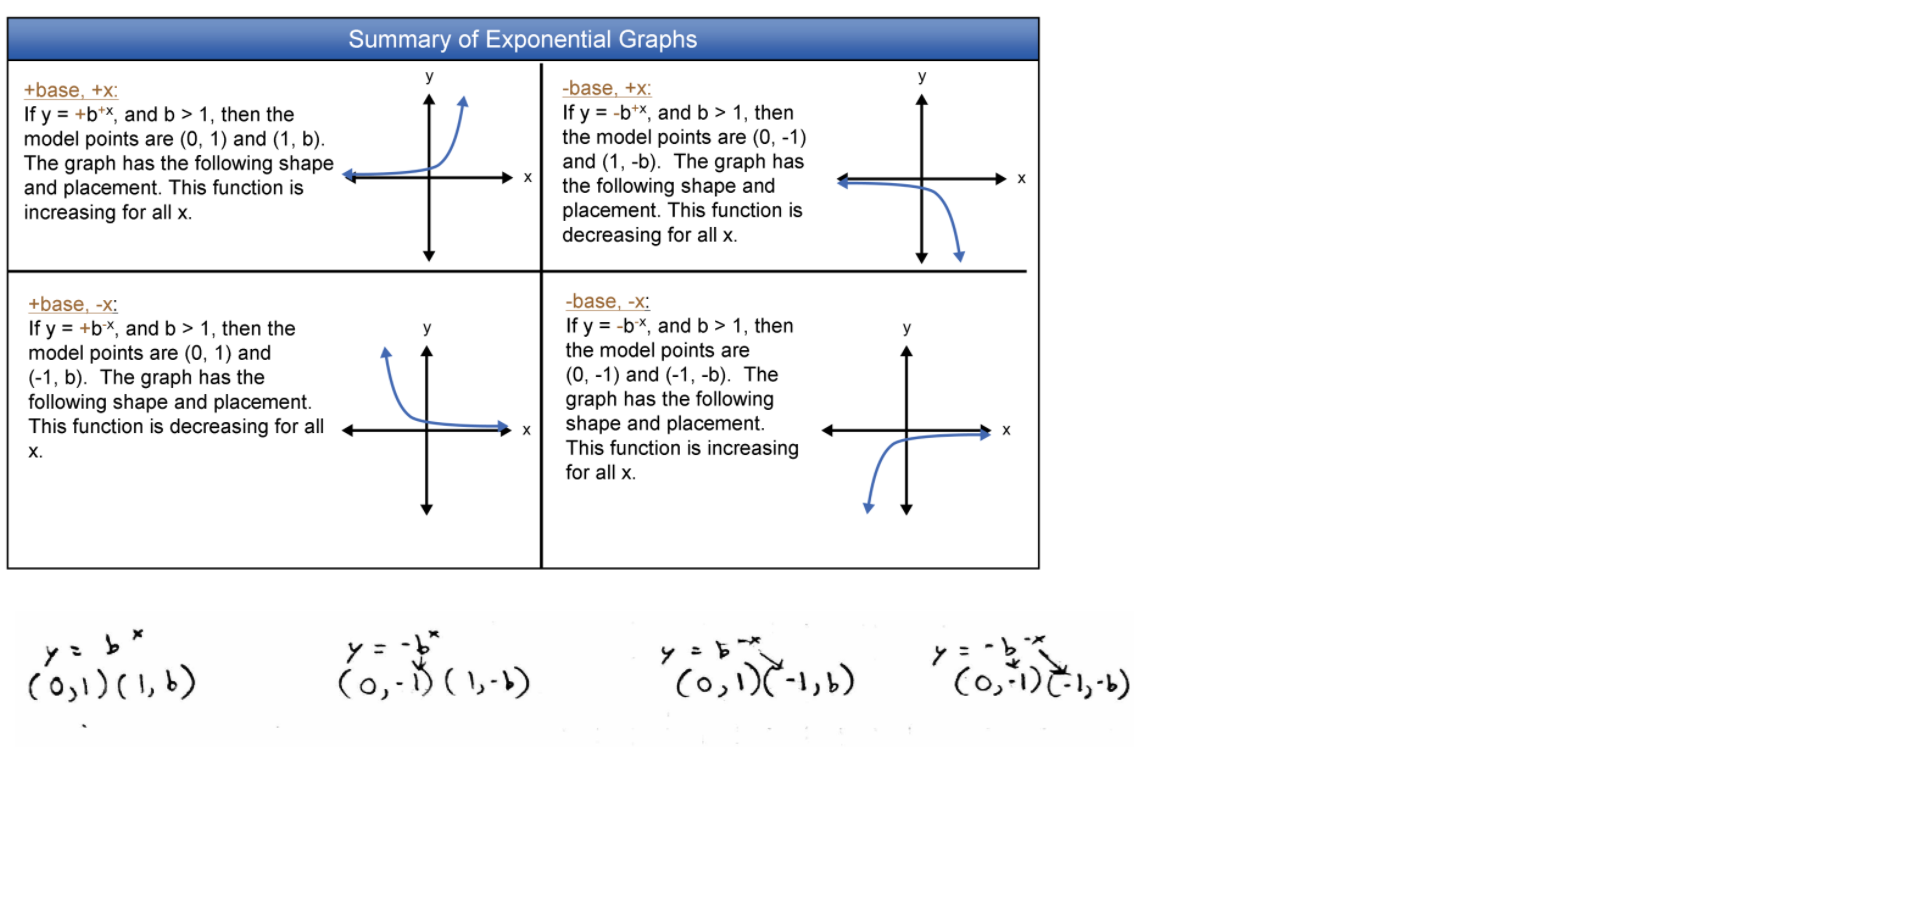 Summary of Exponential Graphs
+base, +x:
If y = +b⁺ˣ, and b > 1, then the
model points are (0, 1) and (1, b).
The graph has the following shape
and placement. This function is
increasing for all x.
y
x
-base, +x:
If y = -b⁺ˣ, and b > 1, then
the model points are (0, -1)
and (1, -b). The graph has
the following shape and
placement. This function is
decreasing for all x.
y
x
+base, -x:
If y = +b⁻ˣ, and b > 1, then the
model points are (0, 1) and
(-1, b). The graph has the
following shape and placement.
This function is decreasing for all
x.
y
x
-base, -x:
If y = -b⁻ˣ, and b > 1, then
the model points are
(0, -1) and (-1, -b). The
graph has the following
shape and placement.
This function is increasing
for all x.
y
x
y = bˣ
(0,1) (1, b)
y = -bˣ
(0,-1) (1,-b)
y = b⁻ˣ
(0,1)(-1,b)
y = -b⁻ˣ
(0,-1)(-1,-b)